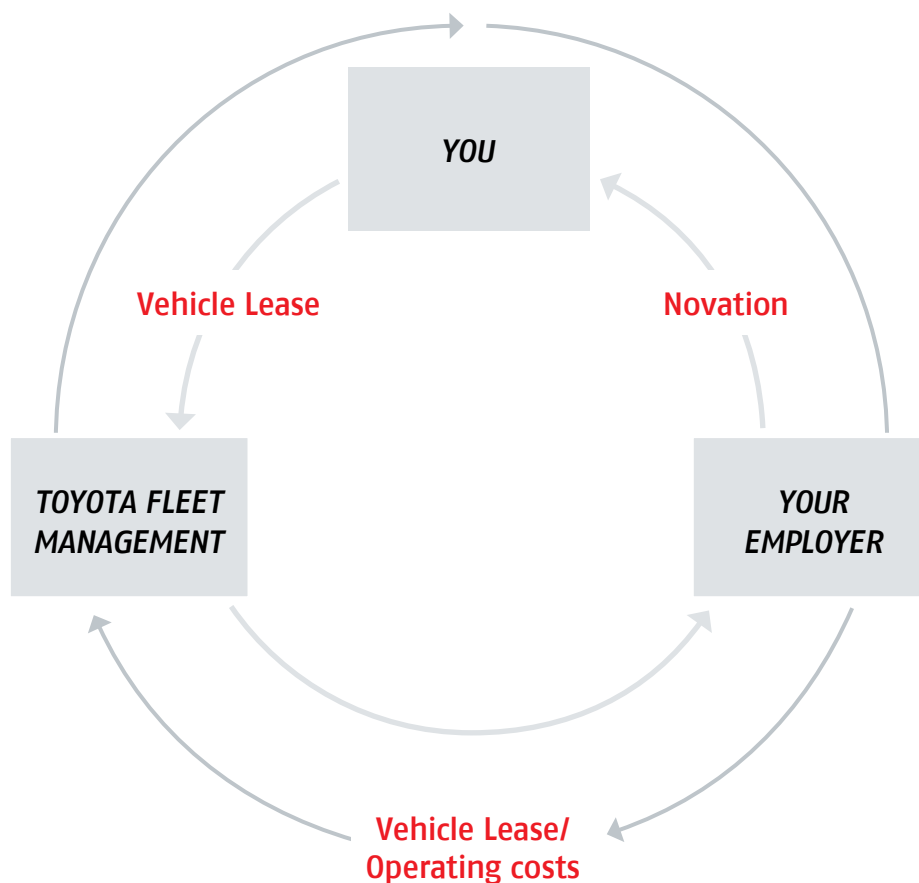 YOU
Vehicle Lease
Novation
TOYOTA FLEET
MANAGEMENT
YOUR
EMPLOYER
Vehicle Lease/
Operating costs